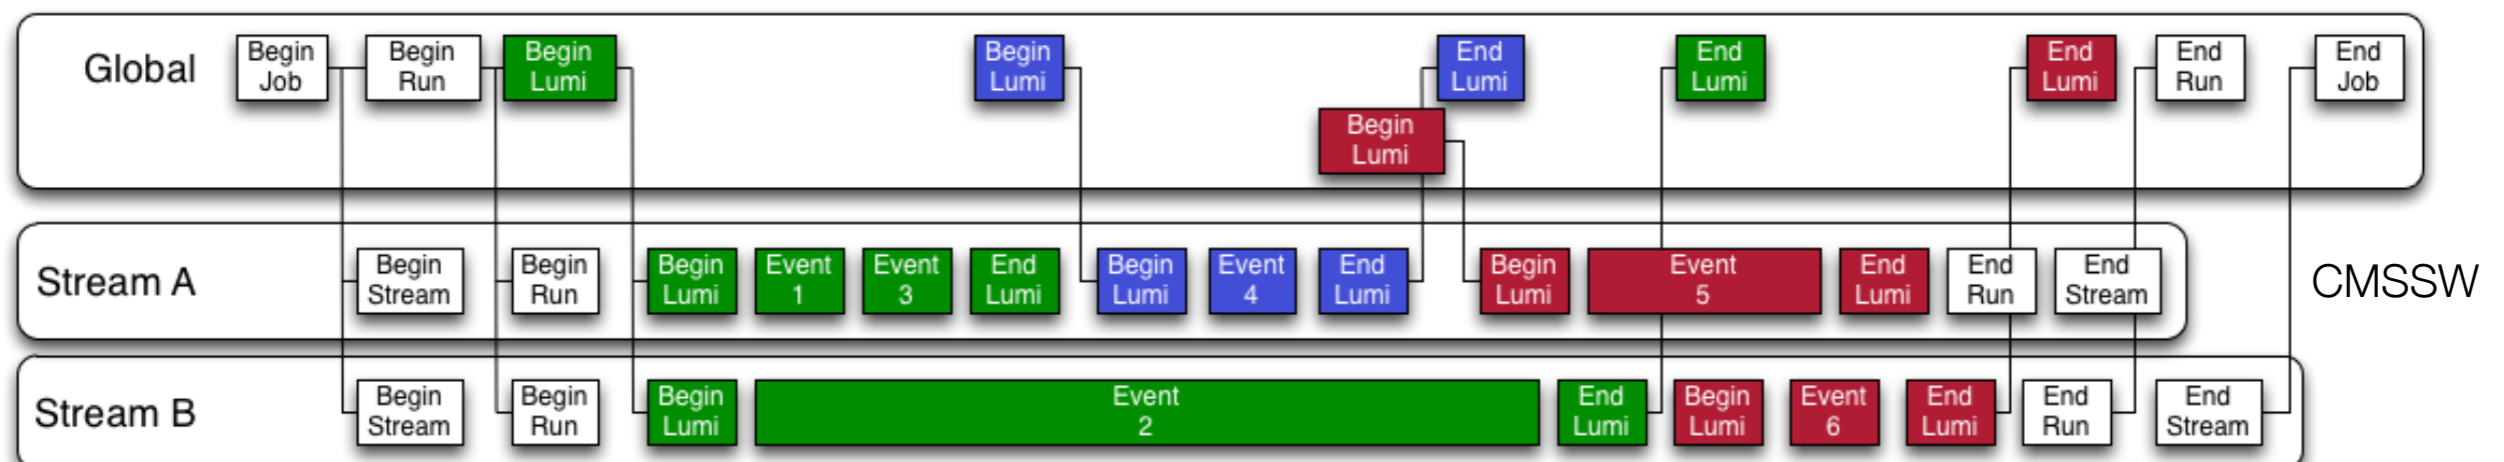 Global
Begin
Job
Begin
Run
Begin
Lumi
Begin
Lumi
End
Lumi
End
Lumi
End
Lumi
End
Run
End
Job
Begin
Lumi
Stream A
Begin
Stream
Begin
Run
Begin
Lumi
Event
1
Event
3
End
Lumi
Begin
Lumi
Event
4
End
Lumi
Begin
Lumi
Event
5
End
Lumi
End
Run
End
Stream
CMSSW
Stream B
Begin
Stream
Begin
Run
Begin
Lumi
Event
2
End
Lumi
Begin
Lumi
Event
6
End
Lumi
End
Run
End
Stream